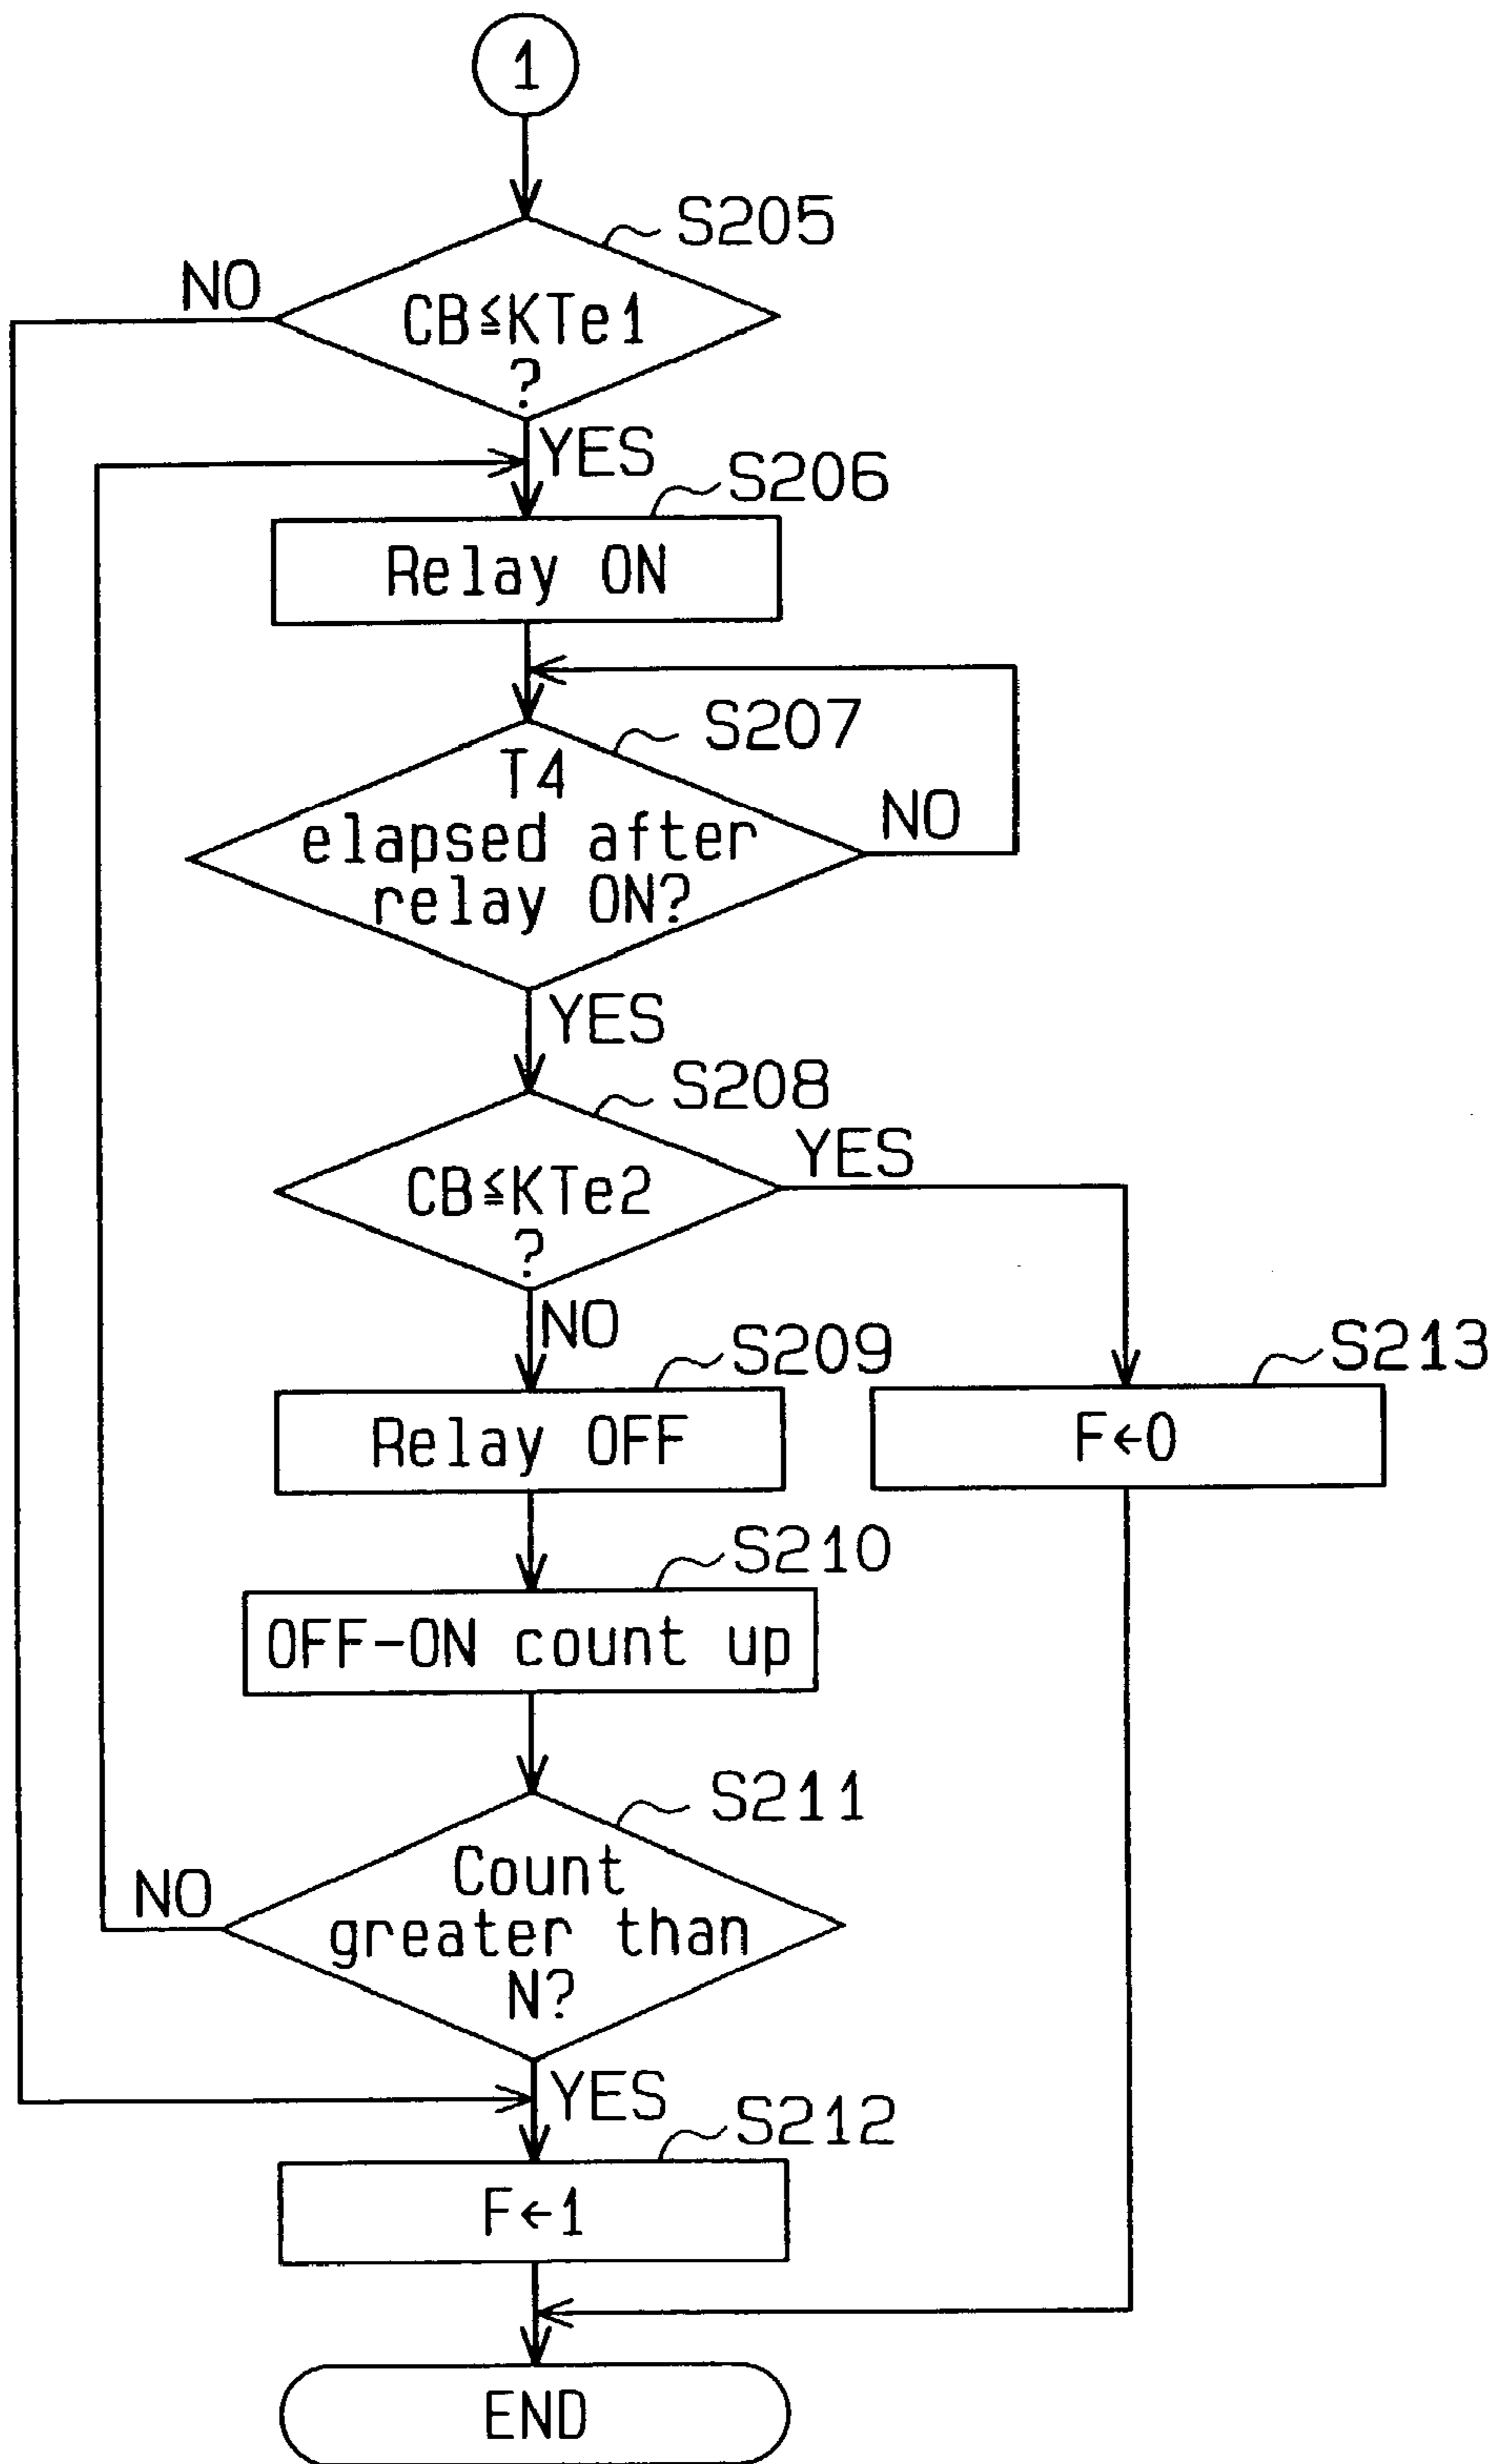 1
S205
NO
CB≦KTe1
?
YES
S206
Relay ON
S207
T4
elapsed after
relay ON?
NO
YES
S208
CB≦KTe2
?
YES
NO
S209
Relay OFF
S213
F←0
S210
OFF-ON count up
S211
Count
greater than
N?
NO
YES
S212
F←1
END